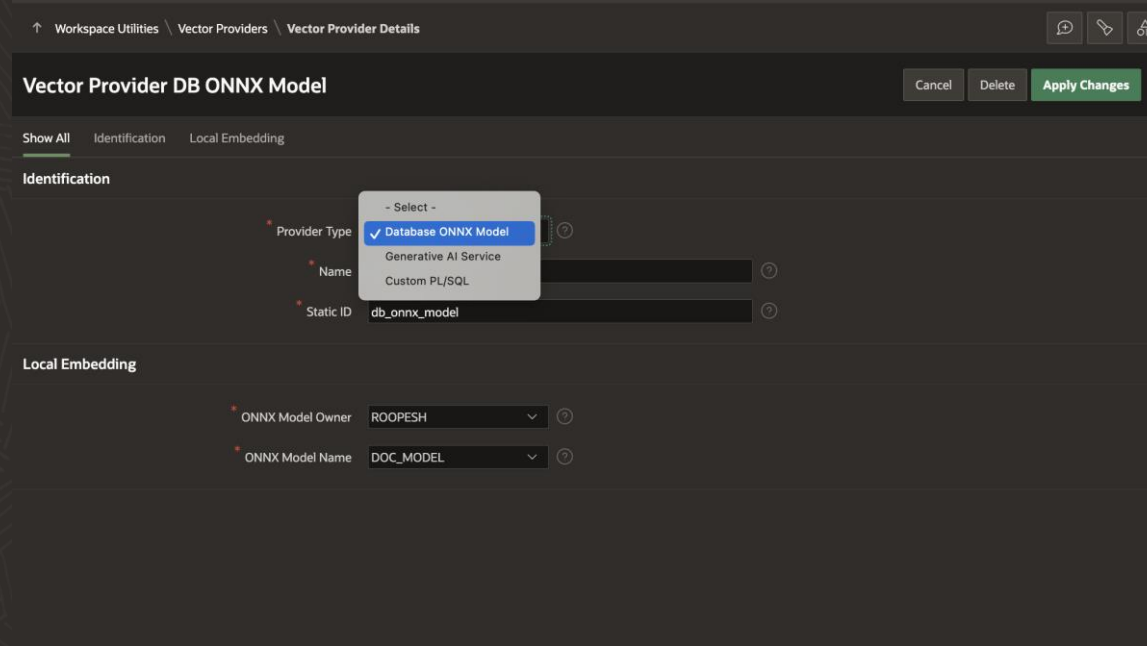 ↑ Workspace Utilities \ Vector Providers \ Vector Provider Details
Vector Provider DB ONNX Model
Cancel Delete Apply Changes
Show All Identification Local Embedding
Identification
- Select -
* Provider Type ✓ Database ONNX Model ?
Generative AI Service
* Name ?
Custom PL/SQL
* Static ID db_onnx_model ?
Local Embedding
* ONNX Model Owner ROOPESH ?
* ONNX Model Name DOC_MODEL ?